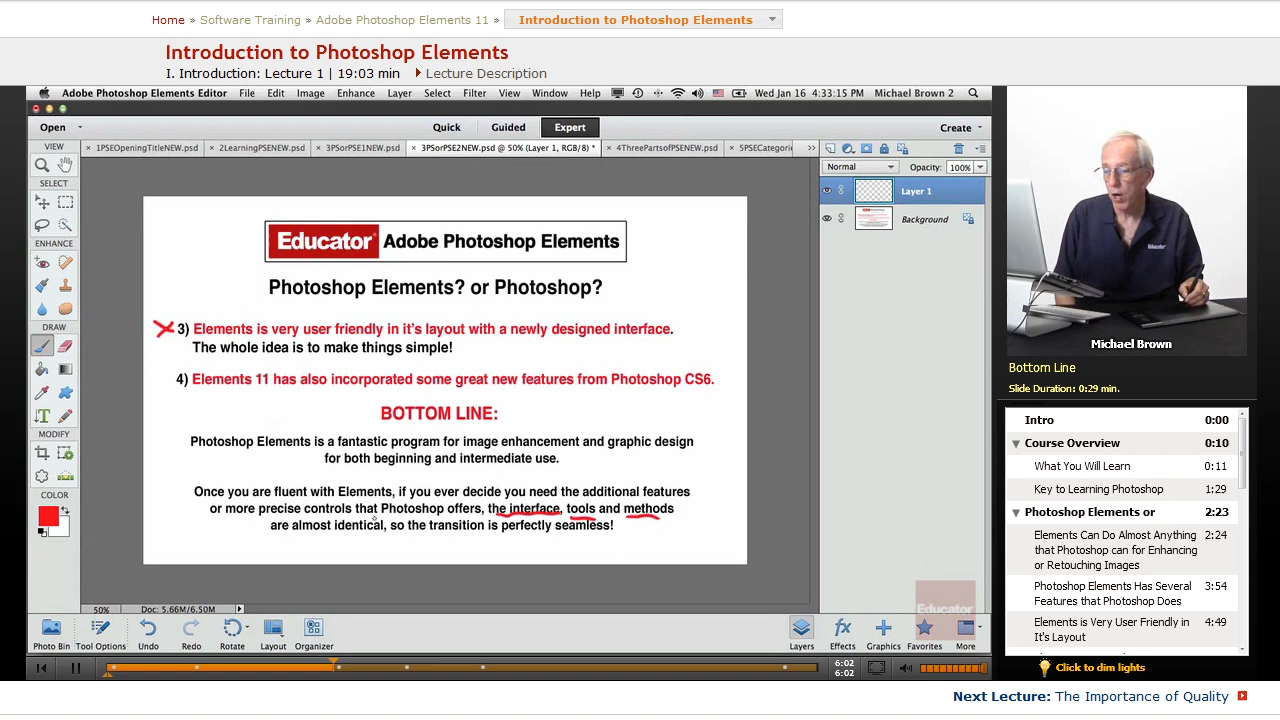 Home » Software Training » Adobe Photoshop Elements 11 » Introduction to Photoshop Elements
Introduction to Photoshop Elements
I. Introduction: Lecture 1 | 19:03 min Lecture Description
Adobe Photoshop Elements Editor File Edit Image Enhance Layer Select Filter View Window Help Wed Jan 16 4:33:15 PM Michael Brown 2
Open Quick Guided Expert Create
× 1PSEOpeningTitleNEW.psd × 2LearningPSENEW.psd × 3PSorPSE1NEW.psd × 3PSorPSE2NEW.psd @ 50% (Layer 1, RGB/8) * × 4ThreePartsofPSENEW.psd × 5PSECategori >>
VIEW
SELECT
ENHANCE
DRAW
MODIFY
COLOR
Normal Opacity: 100%
Layer 1
Background
Educator Adobe Photoshop Elements
Photoshop Elements? or Photoshop?
3) Elements is very user friendly in it's layout with a newly designed interface.
The whole idea is to make things simple!
4) Elements 11 has also incorporated some great new features from Photoshop CS6.
BOTTOM LINE:
Photoshop Elements is a fantastic program for image enhancement and graphic design
for both beginning and intermediate use.
Once you are fluent with Elements, if you ever decide you need the additional features
or more precise controls that Photoshop offers, the interface, tools and methods
are almost identical, so the transition is perfectly seamless!
50% Doc: 5.66M/6.50M
Educator
Photo Bin Tool Options Undo Redo Rotate Layout Organizer Layers Effects Graphics Favorites More
6:02
6:02
Educator
Michael Brown
Bottom Line
Slide Duration: 0:29 min.
Intro 0:00
Course Overview 0:10
What You Will Learn 0:11
Key to Learning Photoshop 1:29
Photoshop Elements or 2:23
Elements Can Do Almost Anything 2:24
that Photoshop can for Enhancing
or Retouching Images
Photoshop Elements Has Several 3:54
Features that Photoshop Does
Elements is Very User Friendly in 4:49
It's Layout
Click to dim lights
Next Lecture: The Importance of Quality